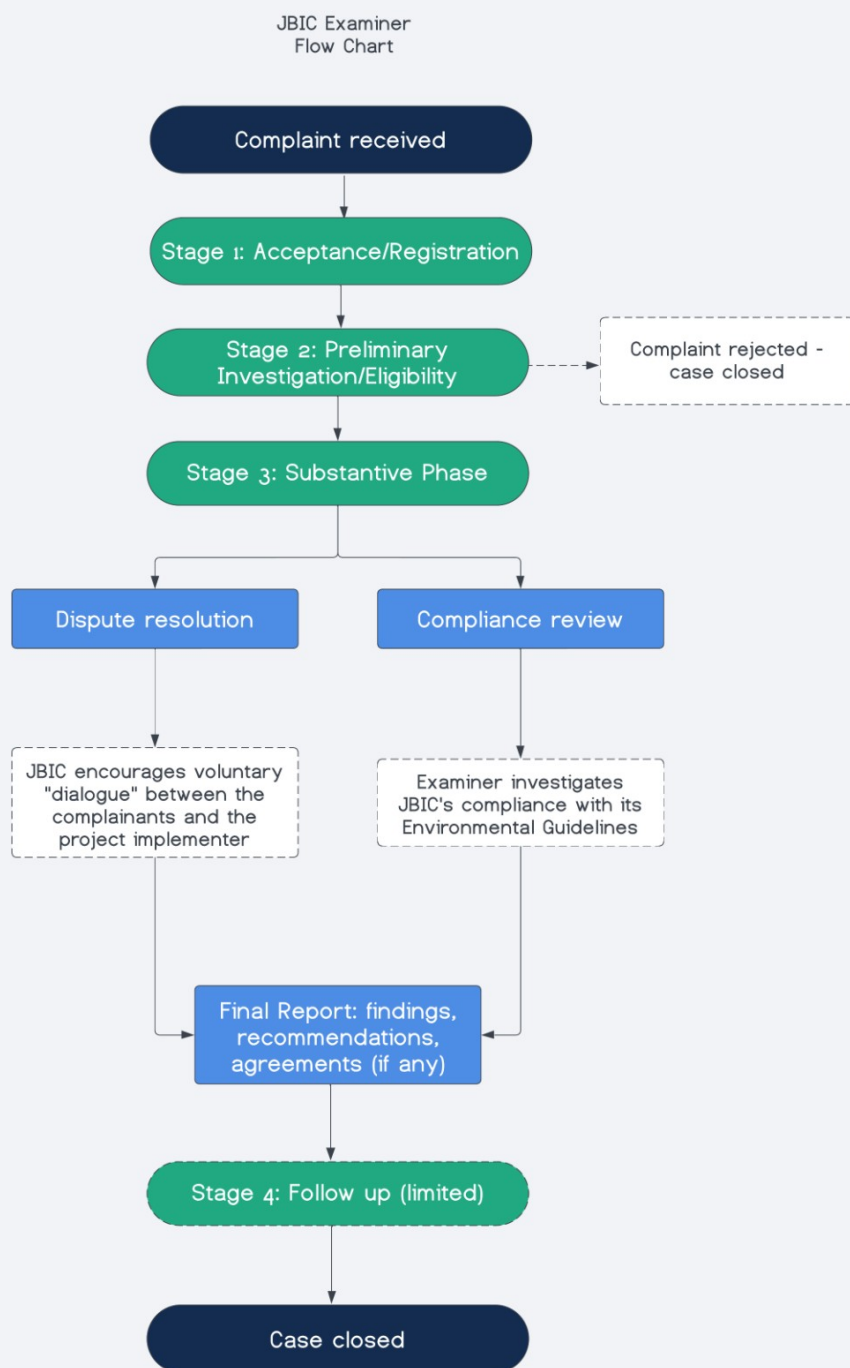 JBIC Examiner
Flow Chart
Complaint received
Stage 1: Acceptance/Registration
Stage 2: Preliminary
Investigation/Eligibility
Complaint rejected -
case closed
Stage 3: Substantive Phase
Dispute resolution
Compliance review
JBIC encourages voluntary
"dialogue" between the
complainants and the
project implementer
Examiner investigates
JBIC's compliance with its
Environmental Guidelines
Final Report: findings,
recommendations,
agreements (if any)
Stage 4: Follow up (limited)
Case closed